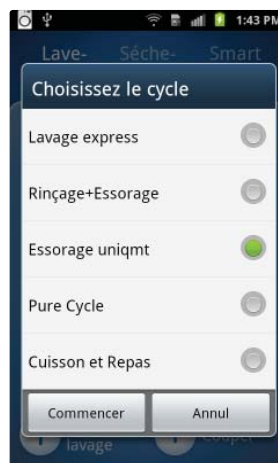 1:43 PM
Lave- Séche- Smart
Choisissez le cycle
Lavage express
Rinçage+Essorage
Essorage uniqmt
Pure Cycle
Cuisson et Repas
Commencer Annul
lavage Couper